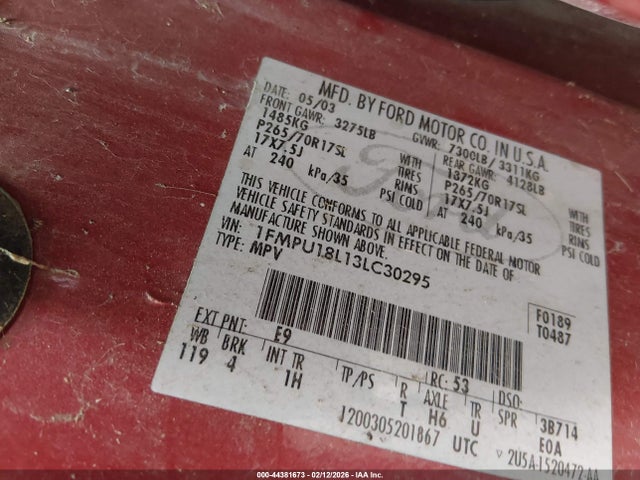 MFD. BY FORD MOTOR CO. IN U.S.A.
DATE: 05/03 GVWR: 7300LB/3311KG
FRONT GAWR: 3275LB REAR GAWR: 4128LB
1485KG WITH 1872KG WITH
P265/70R17SL TIRES P265/70R17SL TIRES
17X7.5J RIMS 17X7.5J RIMS
AT 240 kPa/35 PSI COLD AT 240 kPa/35 PSI COLD
THIS VEHICLE CONFORMS TO ALL APPLICABLE FEDERAL MOTOR
VEHICLE SAFETY STANDARDS IN EFFECT ON THE DATE OF
MANUFACTURE SHOWN ABOVE.
VIN: 1FMPU18L13LC30295
TYPE: MPV
F0189
T0487
EXT PNT: E9 RC: 53 DSO:
WB BRK INT TR TP/PS R AXLE TR SPR 3B714
119 4 1H T H6 U E0A
1200305201867 UTC ▽ 2U5A-1520472-AA
Ford
000-44381673 - 02/12/2026 - IAA Inc.